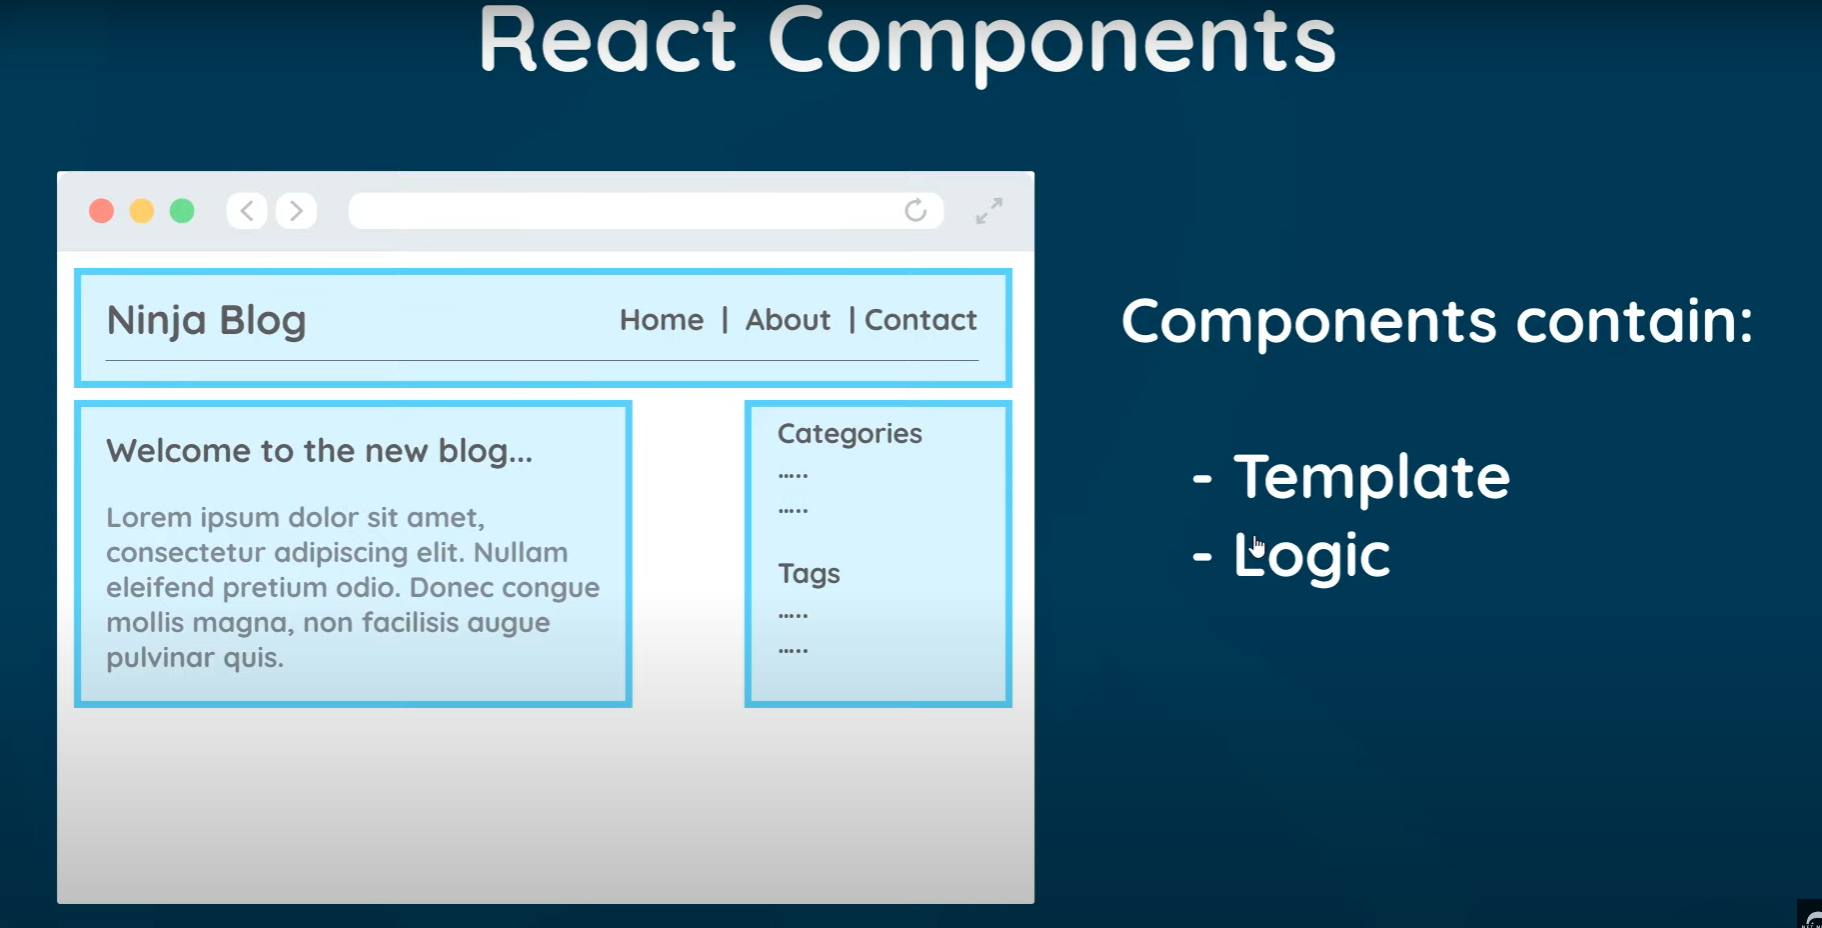 React Components
Ninja Blog
Home | About | Contact
Welcome to the new blog...
Lorem ipsum dolor sit amet,
consectetur adipiscing elit. Nullam
eleifend pretium odio. Donec congue
mollis magna, non facilisis augue
pulvinar quis.
Categories
.....
.....
Tags
.....
.....
Components contain:
- Template
- Logic